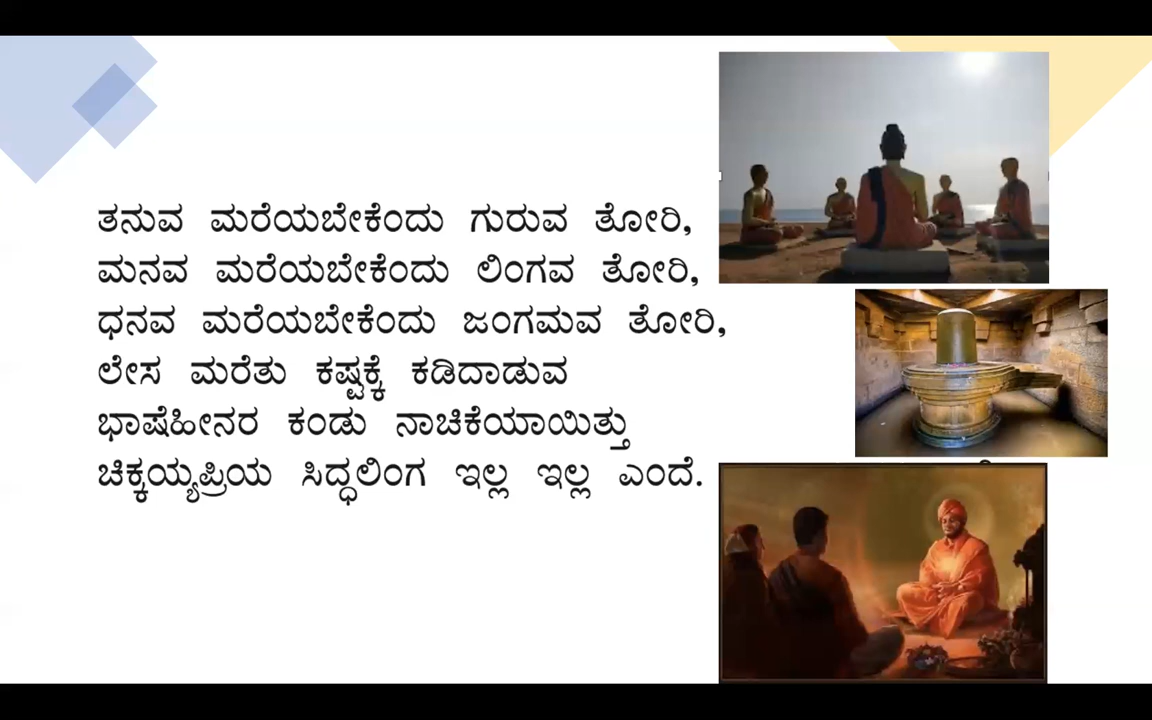 ತನುವ ಮರೆಯಬೇಕೆಂದು ಗುರುವ ತೋರಿ,
ಮನವ ಮರೆಯಬೇಕೆಂದು ಲಿಂಗವ ತೋರಿ,
ಧನವ ಮರೆಯಬೇಕೆಂದು ಜಂಗಮವ ತೋರಿ,
ಲೇಸ ಮರೆತು ಕಷ್ಟಕ್ಕೆ ಕಡಿದಾಡುವ
ಭಾಷೆಹೀನರ ಕಂಡು ನಾಚಿಕೆಯಾಯಿತ್ತು
ಚಿಕ್ಕಯ್ಯಪ್ರಿಯ ಸಿದ್ಧಲಿಂಗ ಇಲ್ಲ ಇಲ್ಲ ಎಂದೆ.